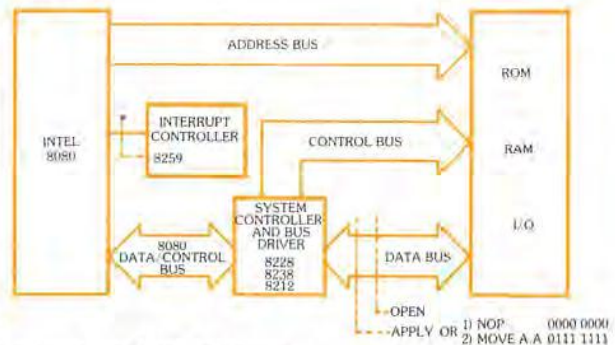 ADDRESS BUS
ROM
INTERRUPT
CONTROLLER
8259
INTEL
8080
CONTROL BUS
RAM
SYSTEM
CONTROLLER
AND BUS
DRIVER
8228
8238
8212
8080
DATA/CONTROL
BUS
DATA BUS
I/O
OPEN
APPLY OR 1) NOP 0000 0000
2) MOVE A.A 0111 1111